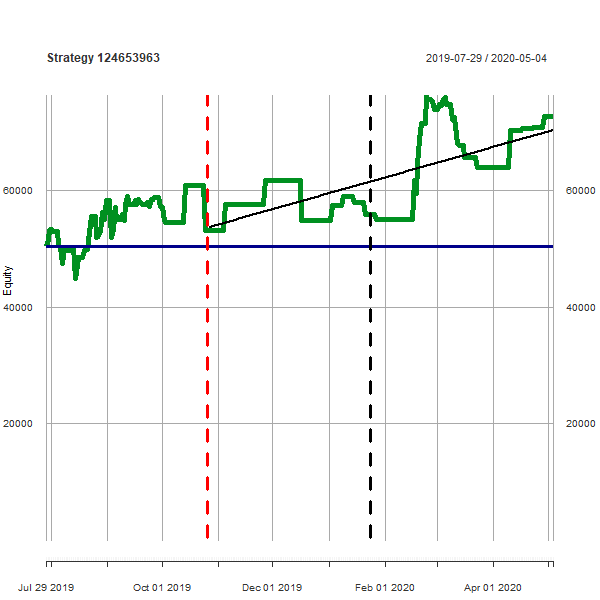 Strategy 124653963
2019-07-29 / 2020-05-04
60000
60000
40000
40000
20000
20000
Equity
Jul 29 2019
Oct 01 2019
Dec 01 2019
Feb 01 2020
Apr 01 2020